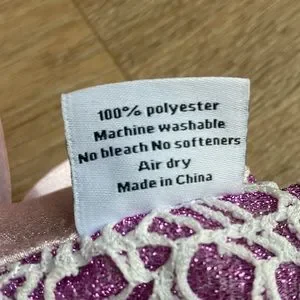 100% polyester
Machine washable
No bleach No softeners
Air dry
Made in China